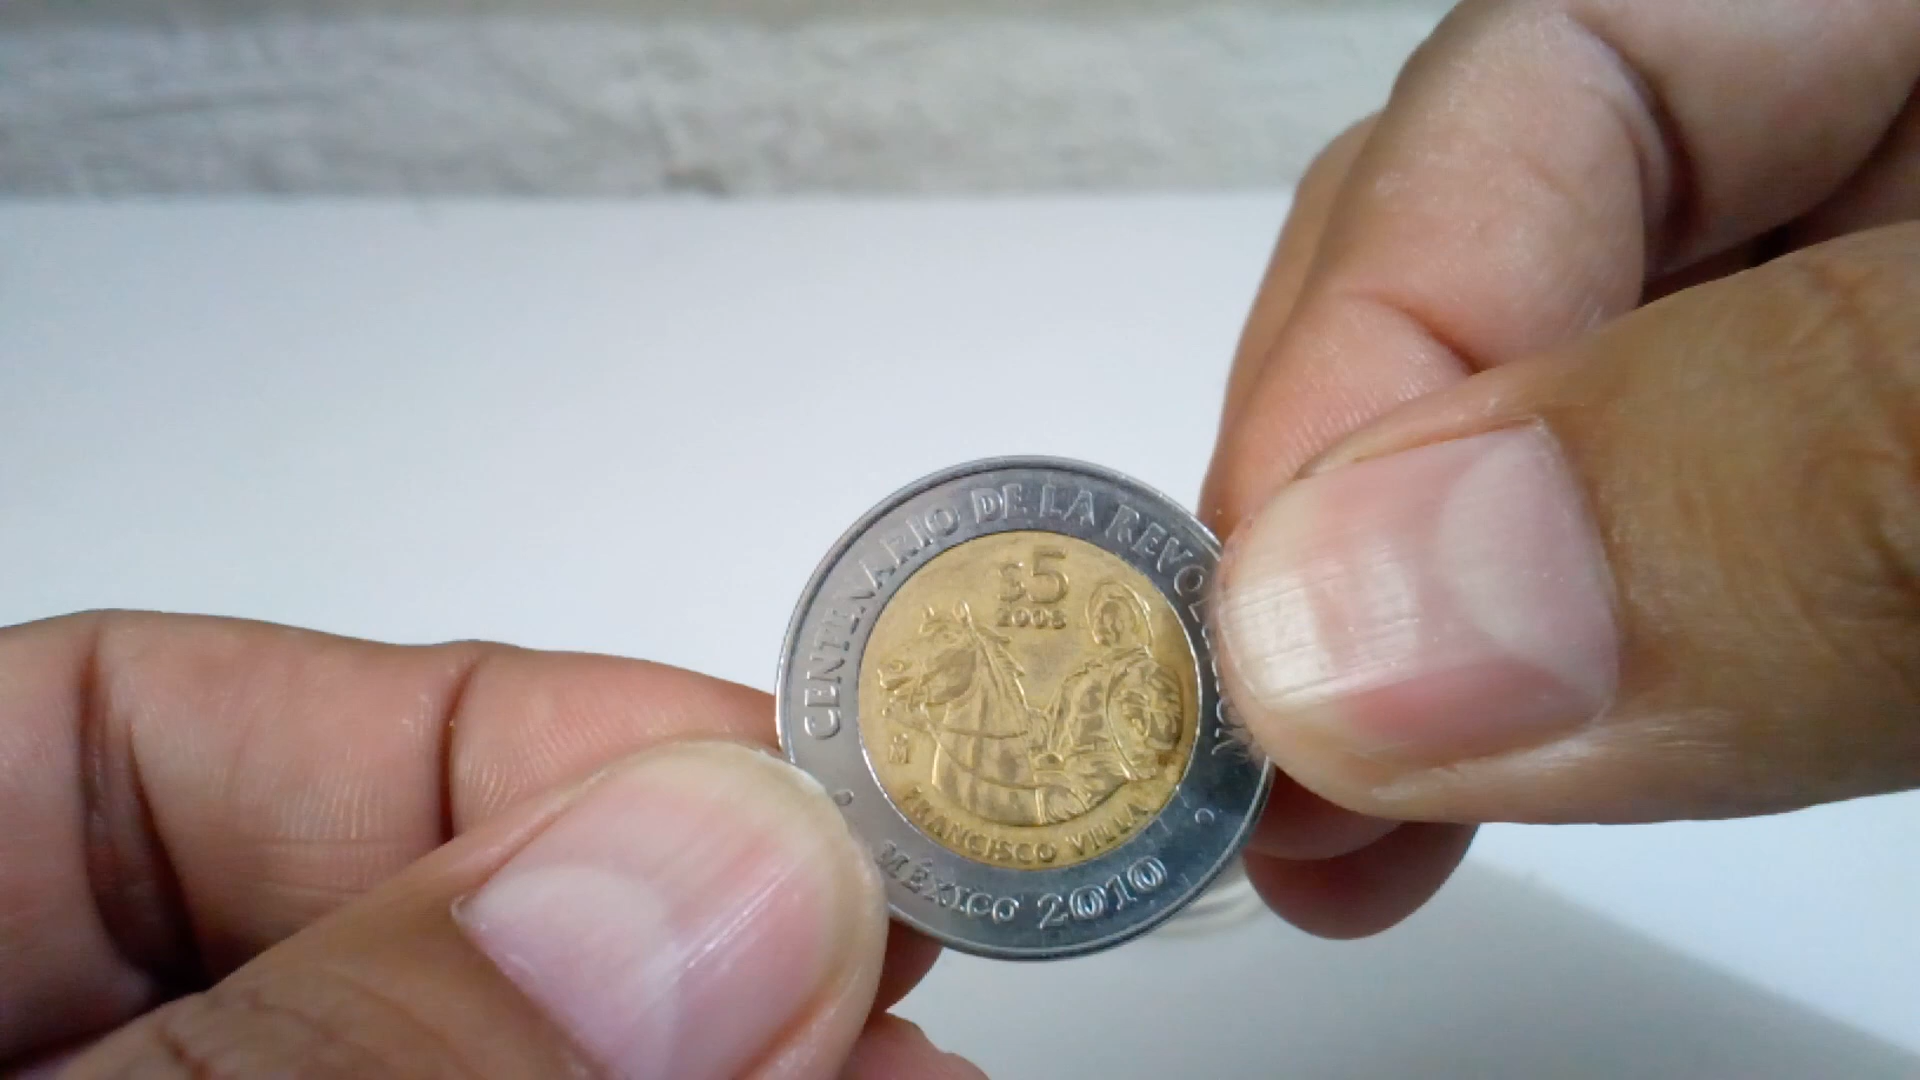 CENTENARIO DE LA REVOLUCIÓN
$5
2008
M̊
FRANCISCO VILLA
MÉXICO 2010